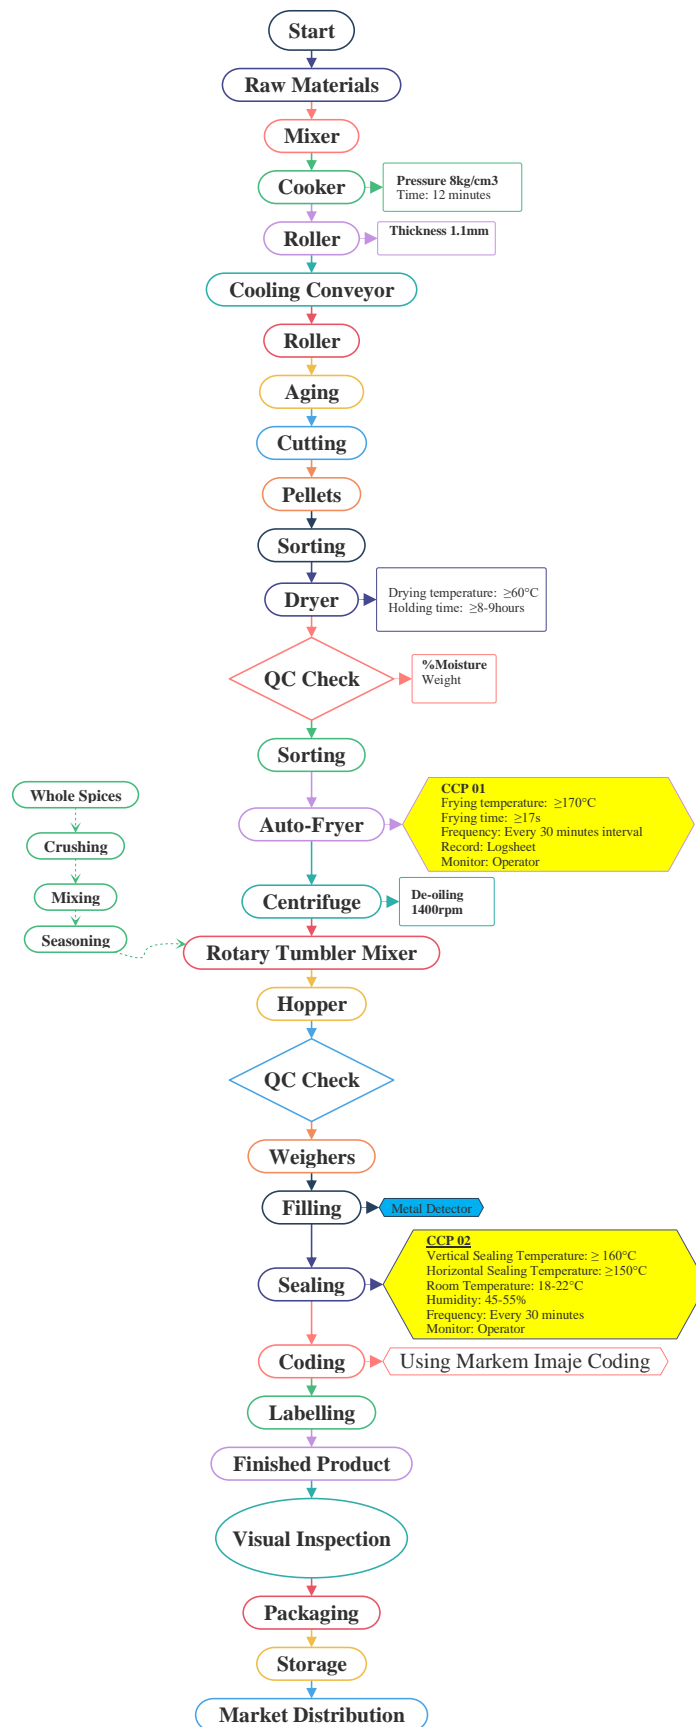 Start
Raw Materials
Mixer
Cooker
Pressure 8kg/cm3
Time: 12 minutes
Roller
Thickness 1.1mm
Cooling Conveyor
Roller
Aging
Cutting
Pellets
Sorting
Dryer
Drying temperature: ≥60°C
Holding time: ≥8-9hours
QC Check
%Moisture
Weight
Sorting
Whole Spices
Crushing
Mixing
Seasoning
Auto-Fryer
CCP 01
Frying temperature: ≥170°C
Frying time: ≥17s
Frequency: Every 30 minutes interval
Record: Logsheet
Monitor: Operator
Centrifuge
De-oiling
1400rpm
Rotary Tumbler Mixer
Hopper
QC Check
Weighers
Filling
Metal Detector
Sealing
CCP 02
Vertical Sealing Temperature: ≥ 160°C
Horizontal Sealing Temperature: ≥150°C
Room Temperature: 18-22°C
Humidity: 45-55%
Frequency: Every 30 minutes
Monitor: Operator
Coding
Using Markem Imaje Coding
Labelling
Finished Product
Visual Inspection
Packaging
Storage
Market Distribution